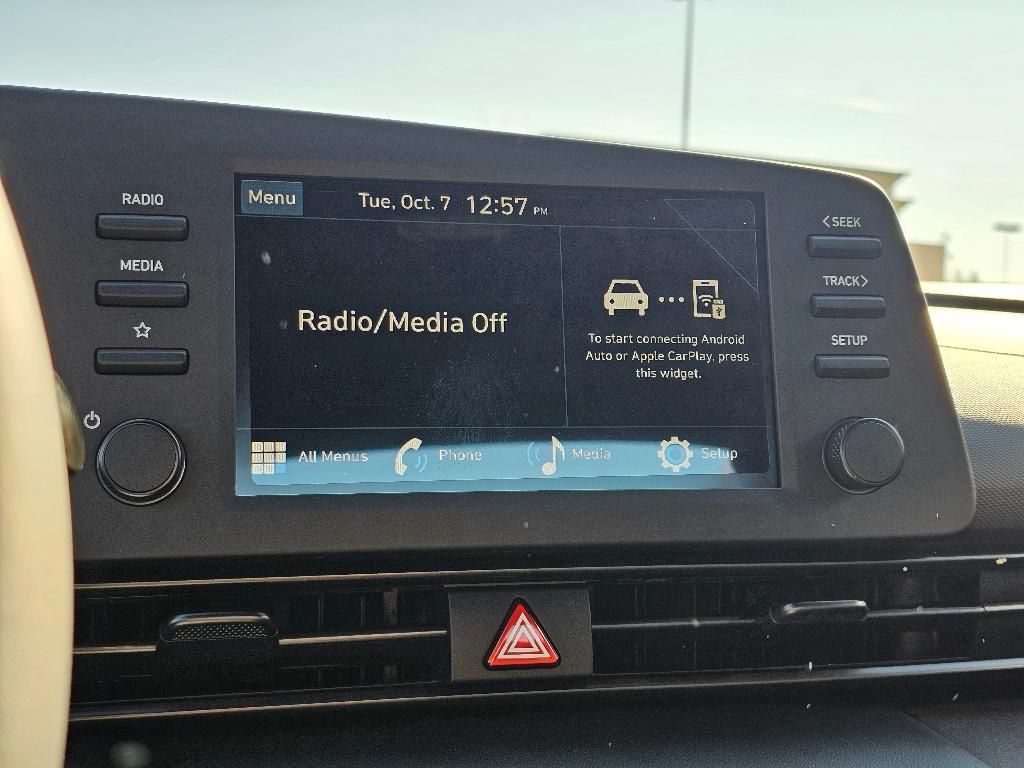 RADIO
MEDIA
Menu
Tue, Oct. 7 12:57 PM
Radio/Media Off
To start connecting Android
Auto or Apple CarPlay, press
this widget.
All Menus
Phone
Media
Setup
<SEEK
TRACK>
SETUP